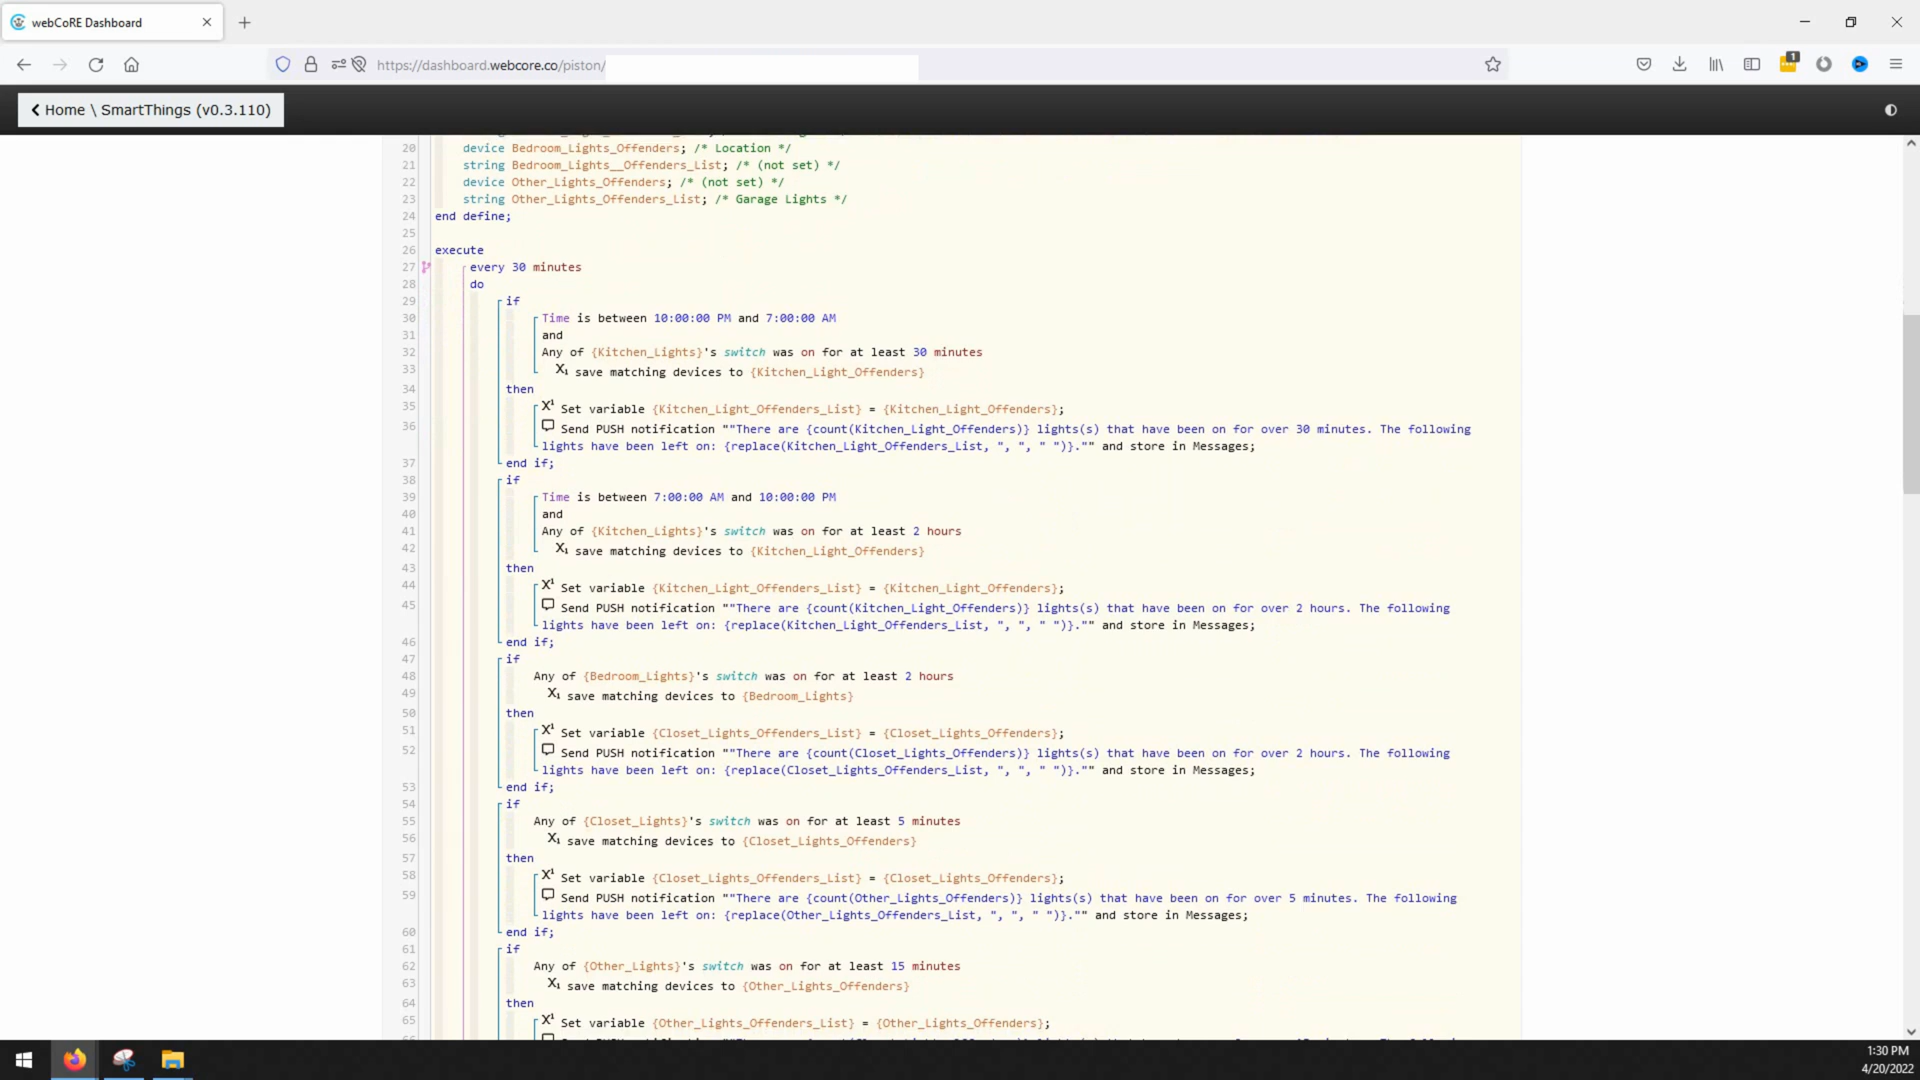 webCoRE Dashboard
https://dashboard.webcore.co/piston/
1
Home \ SmartThings (v0.3.110)
20 device Bedroom_Lights_Offenders; /* Location */
21 string Bedroom_Lights__Offenders_List; /* (not set) */
22 device Other_Lights_Offenders; /* (not set) */
23 string Other_Lights_Offenders_List; /* Garage Lights */
24 end define;
25
26 execute
27 every 30 minutes
28 do
29 if
30 Time is between 10:00:00 PM and 7:00:00 AM
31 and
32 Any of {Kitchen_Lights}'s switch was on for at least 30 minutes
33 X₁ save matching devices to {Kitchen_Light_Offenders}
34 then
35 X¹ Set variable {Kitchen_Light_Offenders_List} = {Kitchen_Light_Offenders};
36 Send PUSH notification ""There are {count(Kitchen_Light_Offenders)} lights(s) that have been on for over 30 minutes. The following
lights have been left on: {replace(Kitchen_Light_Offenders_List, ", ", " ")}."" and store in Messages;
37 end if;
38 if
39 Time is between 7:00:00 AM and 10:00:00 PM
40 and
41 Any of {Kitchen_Lights}'s switch was on for at least 2 hours
42 X₁ save matching devices to {Kitchen_Light_Offenders}
43 then
44 X¹ Set variable {Kitchen_Light_Offenders_List} = {Kitchen_Light_Offenders};
45 Send PUSH notification ""There are {count(Kitchen_Light_Offenders)} lights(s) that have been on for over 2 hours. The following
lights have been left on: {replace(Kitchen_Light_Offenders_List, ", ", " ")}."" and store in Messages;
46 end if;
47 if
48 Any of {Bedroom_Lights}'s switch was on for at least 2 hours
49 X₁ save matching devices to {Bedroom_Lights}
50 then
51 X¹ Set variable {Closet_Lights_Offenders_List} = {Closet_Lights_Offenders};
52 Send PUSH notification ""There are {count(Closet_Lights_Offenders)} lights(s) that have been on for over 2 hours. The following
lights have been left on: {replace(Closet_Lights_Offenders_List, ", ", " ")}."" and store in Messages;
53 end if;
54 if
55 Any of {Closet_Lights}'s switch was on for at least 5 minutes
56 X₁ save matching devices to {Closet_Lights_Offenders}
57 then
58 X¹ Set variable {Closet_Lights_Offenders_List} = {Closet_Lights_Offenders};
59 Send PUSH notification ""There are {count(Other_Lights_Offenders)} lights(s) that have been on for over 5 minutes. The following
lights have been left on: {replace(Other_Lights_Offenders_List, ", ", " ")}."" and store in Messages;
60 end if;
61 if
62 Any of {Other_Lights}'s switch was on for at least 15 minutes
63 X₁ save matching devices to {Other_Lights_Offenders}
64 then
65 X¹ Set variable {Other_Lights_Offenders_List} = {Other_Lights_Offenders};
1:30 PM
4/20/2022